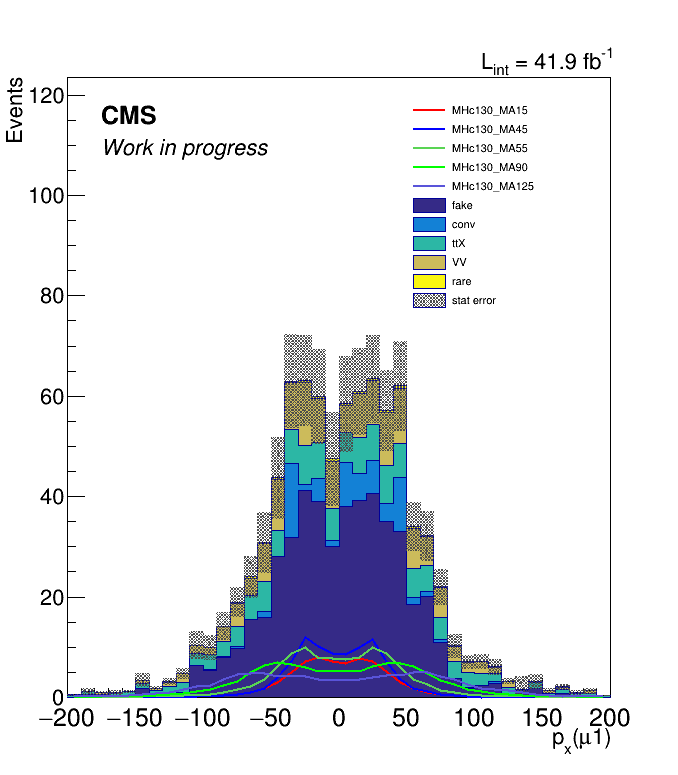 L_int = 41.9 fb^-1
Events
CMS
Work in progress
MHc130_MA15
MHc130_MA45
MHc130_MA55
MHc130_MA90
MHc130_MA125
fake
conv
ttX
VV
rare
stat error
120
100
80
60
40
20
0
−200 −150 −100 −50 0 50 100 150 200
p_x(μ1)